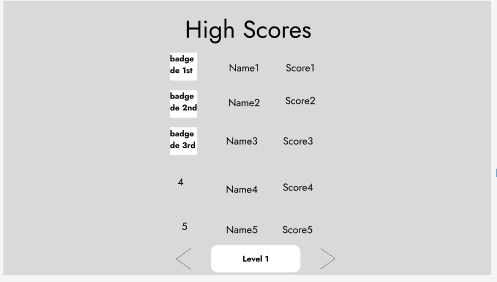 High Scores
badge
de 1st
Name1 Score1
badge
de 2nd
Name2 Score2
badge
de 3rd
Name3 Score3
4 Name4 Score4
5 Name5 Score5
Level 1